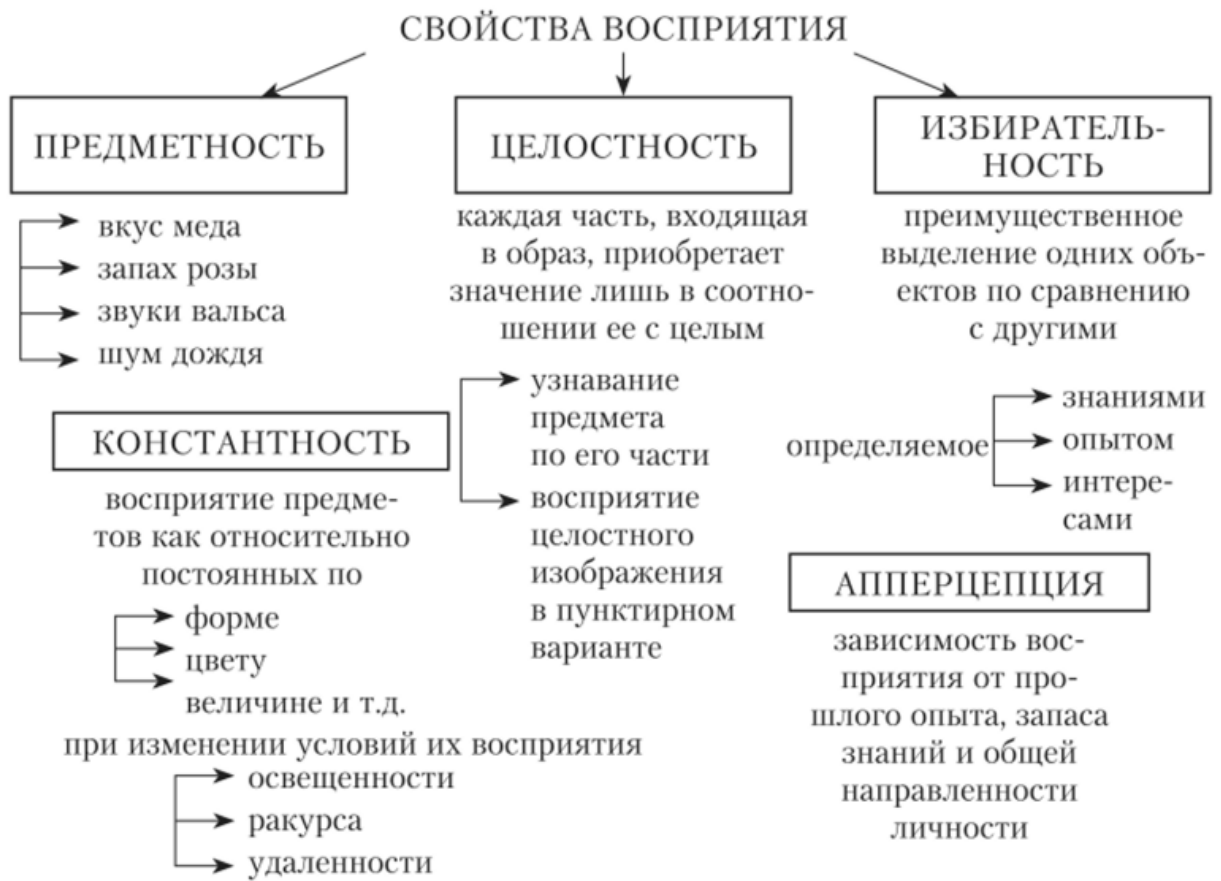 СВОЙСТВА ВОСПРИЯТИЯ
ПРЕДМЕТНОСТЬ
вкус меда
запах розы
звуки вальса
шум дождя
КОНСТАНТНОСТЬ
восприятие предме-
тов как относительно
постоянных по
форме
цвету
величине и т.д.
при изменении условий их восприятия
освещенности
ракурса
удаленности
ЦЕЛОСТНОСТЬ
каждая часть, входящая
в образ, приобретает
значение лишь в соотно-
шении ее с целым
узнавание
предмета
по его части
восприятие
целостного
изображения
в пунктирном
варианте
ИЗБИРАТЕЛЬ-
НОСТЬ
преимущественное
выделение одних объ-
ектов по сравнению
с другими
определяемое
знаниями
опытом
интере-
сами
АППЕРЦЕПЦИЯ
зависимость вос-
приятия от про-
шлого опыта, запаса
знаний и общей
направленности
личности